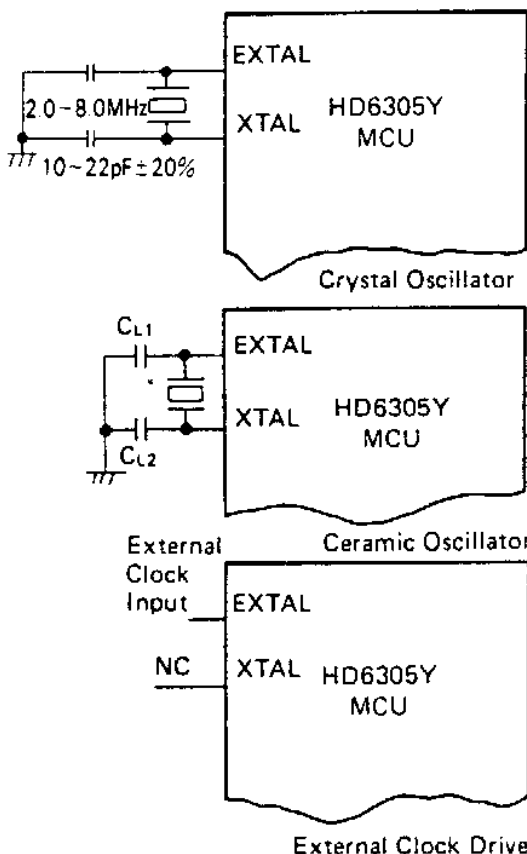 EXTAL
2.0~8.0MHz
XTAL
HD6305Y
MCU
10~22pF±20%
Crystal Oscillator
CL1
EXTAL
*
XTAL
HD6305Y
MCU
CL2
Ceramic Oscillator
External
Clock
Input
EXTAL
NC
XTAL
HD6305Y
MCU
External Clock Drive